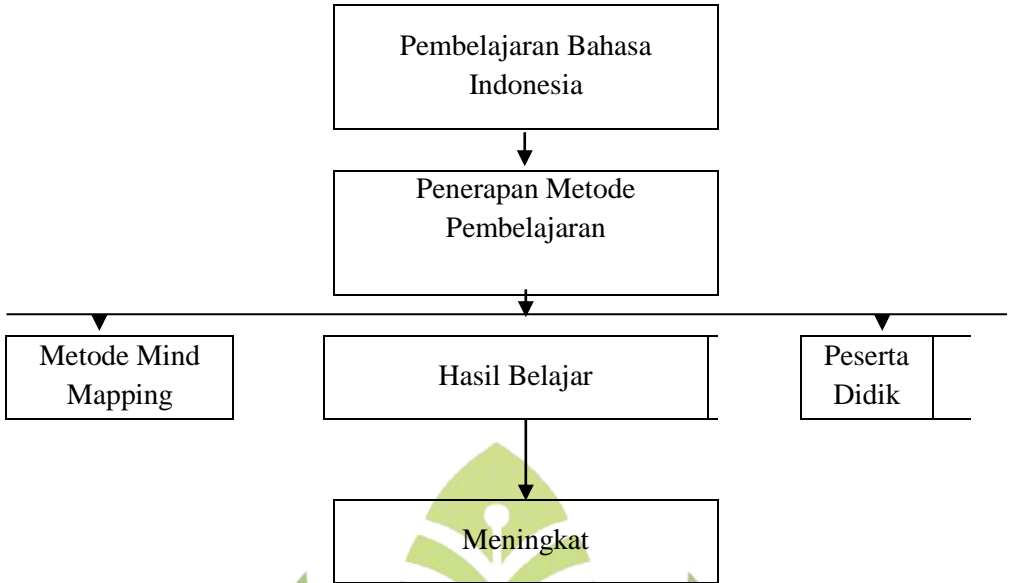 Pembelajaran Bahasa
Indonesia
Penerapan Metode
Pembelajaran
Metode Mind
Mapping
Hasil Belajar
Peserta
Didik
Meningkat